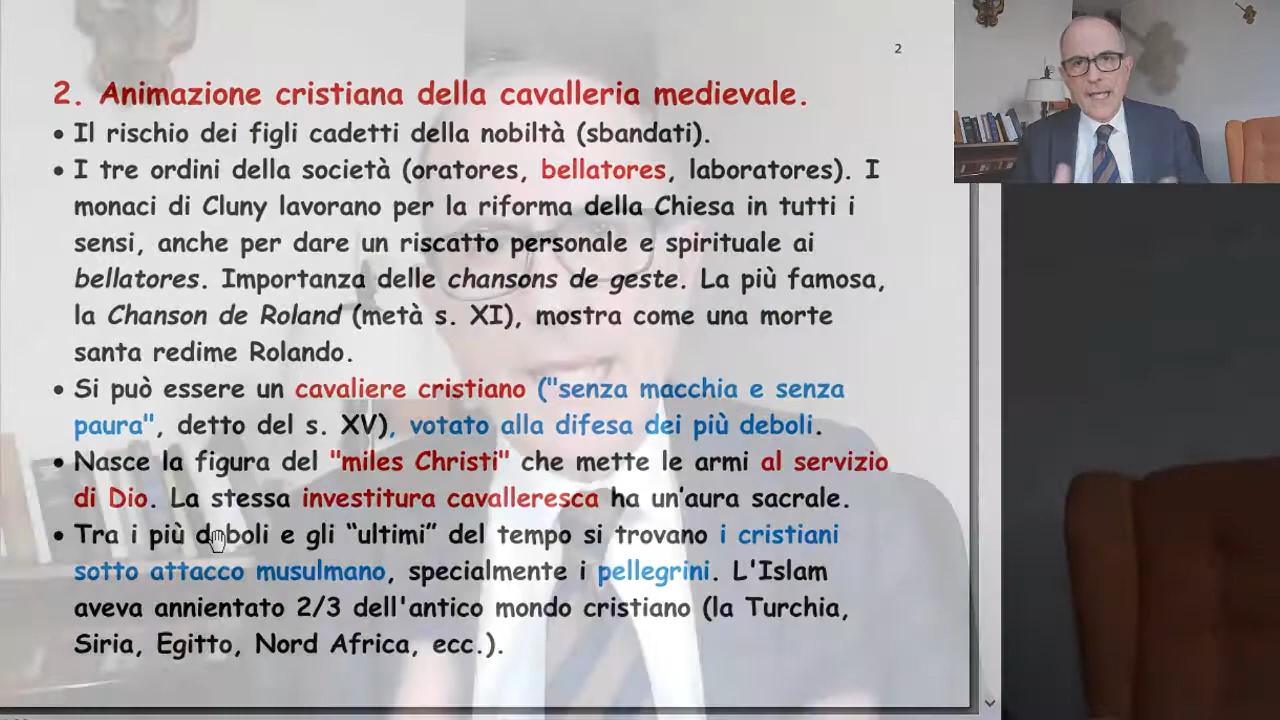 2
2. Animazione cristiana della cavalleria medievale.
• Il rischio dei figli cadetti della nobiltà (sbandati).
• I tre ordini della società (oratores, bellatores, laboratores). I
monaci di Cluny lavorano per la riforma della Chiesa in tutti i
sensi, anche per dare un riscatto personale e spirituale ai
bellatores. Importanza delle chansons de geste. La più famosa,
la Chanson de Roland (metà s. XI), mostra come una morte
santa redime Rolando.
• Si può essere un cavaliere cristiano ("senza macchia e senza
paura", detto del s. XV), votato alla difesa dei più deboli.
• Nasce la figura del "miles Christi" che mette le armi al servizio
di Dio. La stessa investitura cavalleresca ha un'aura sacrale.
• Tra i più deboli e gli “ultimi” del tempo si trovano i cristiani
sotto attacco musulmano, specialmente i pellegrini. L'Islam
aveva annientato 2/3 dell'antico mondo cristiano (la Turchia,
Siria, Egitto, Nord Africa, ecc.).